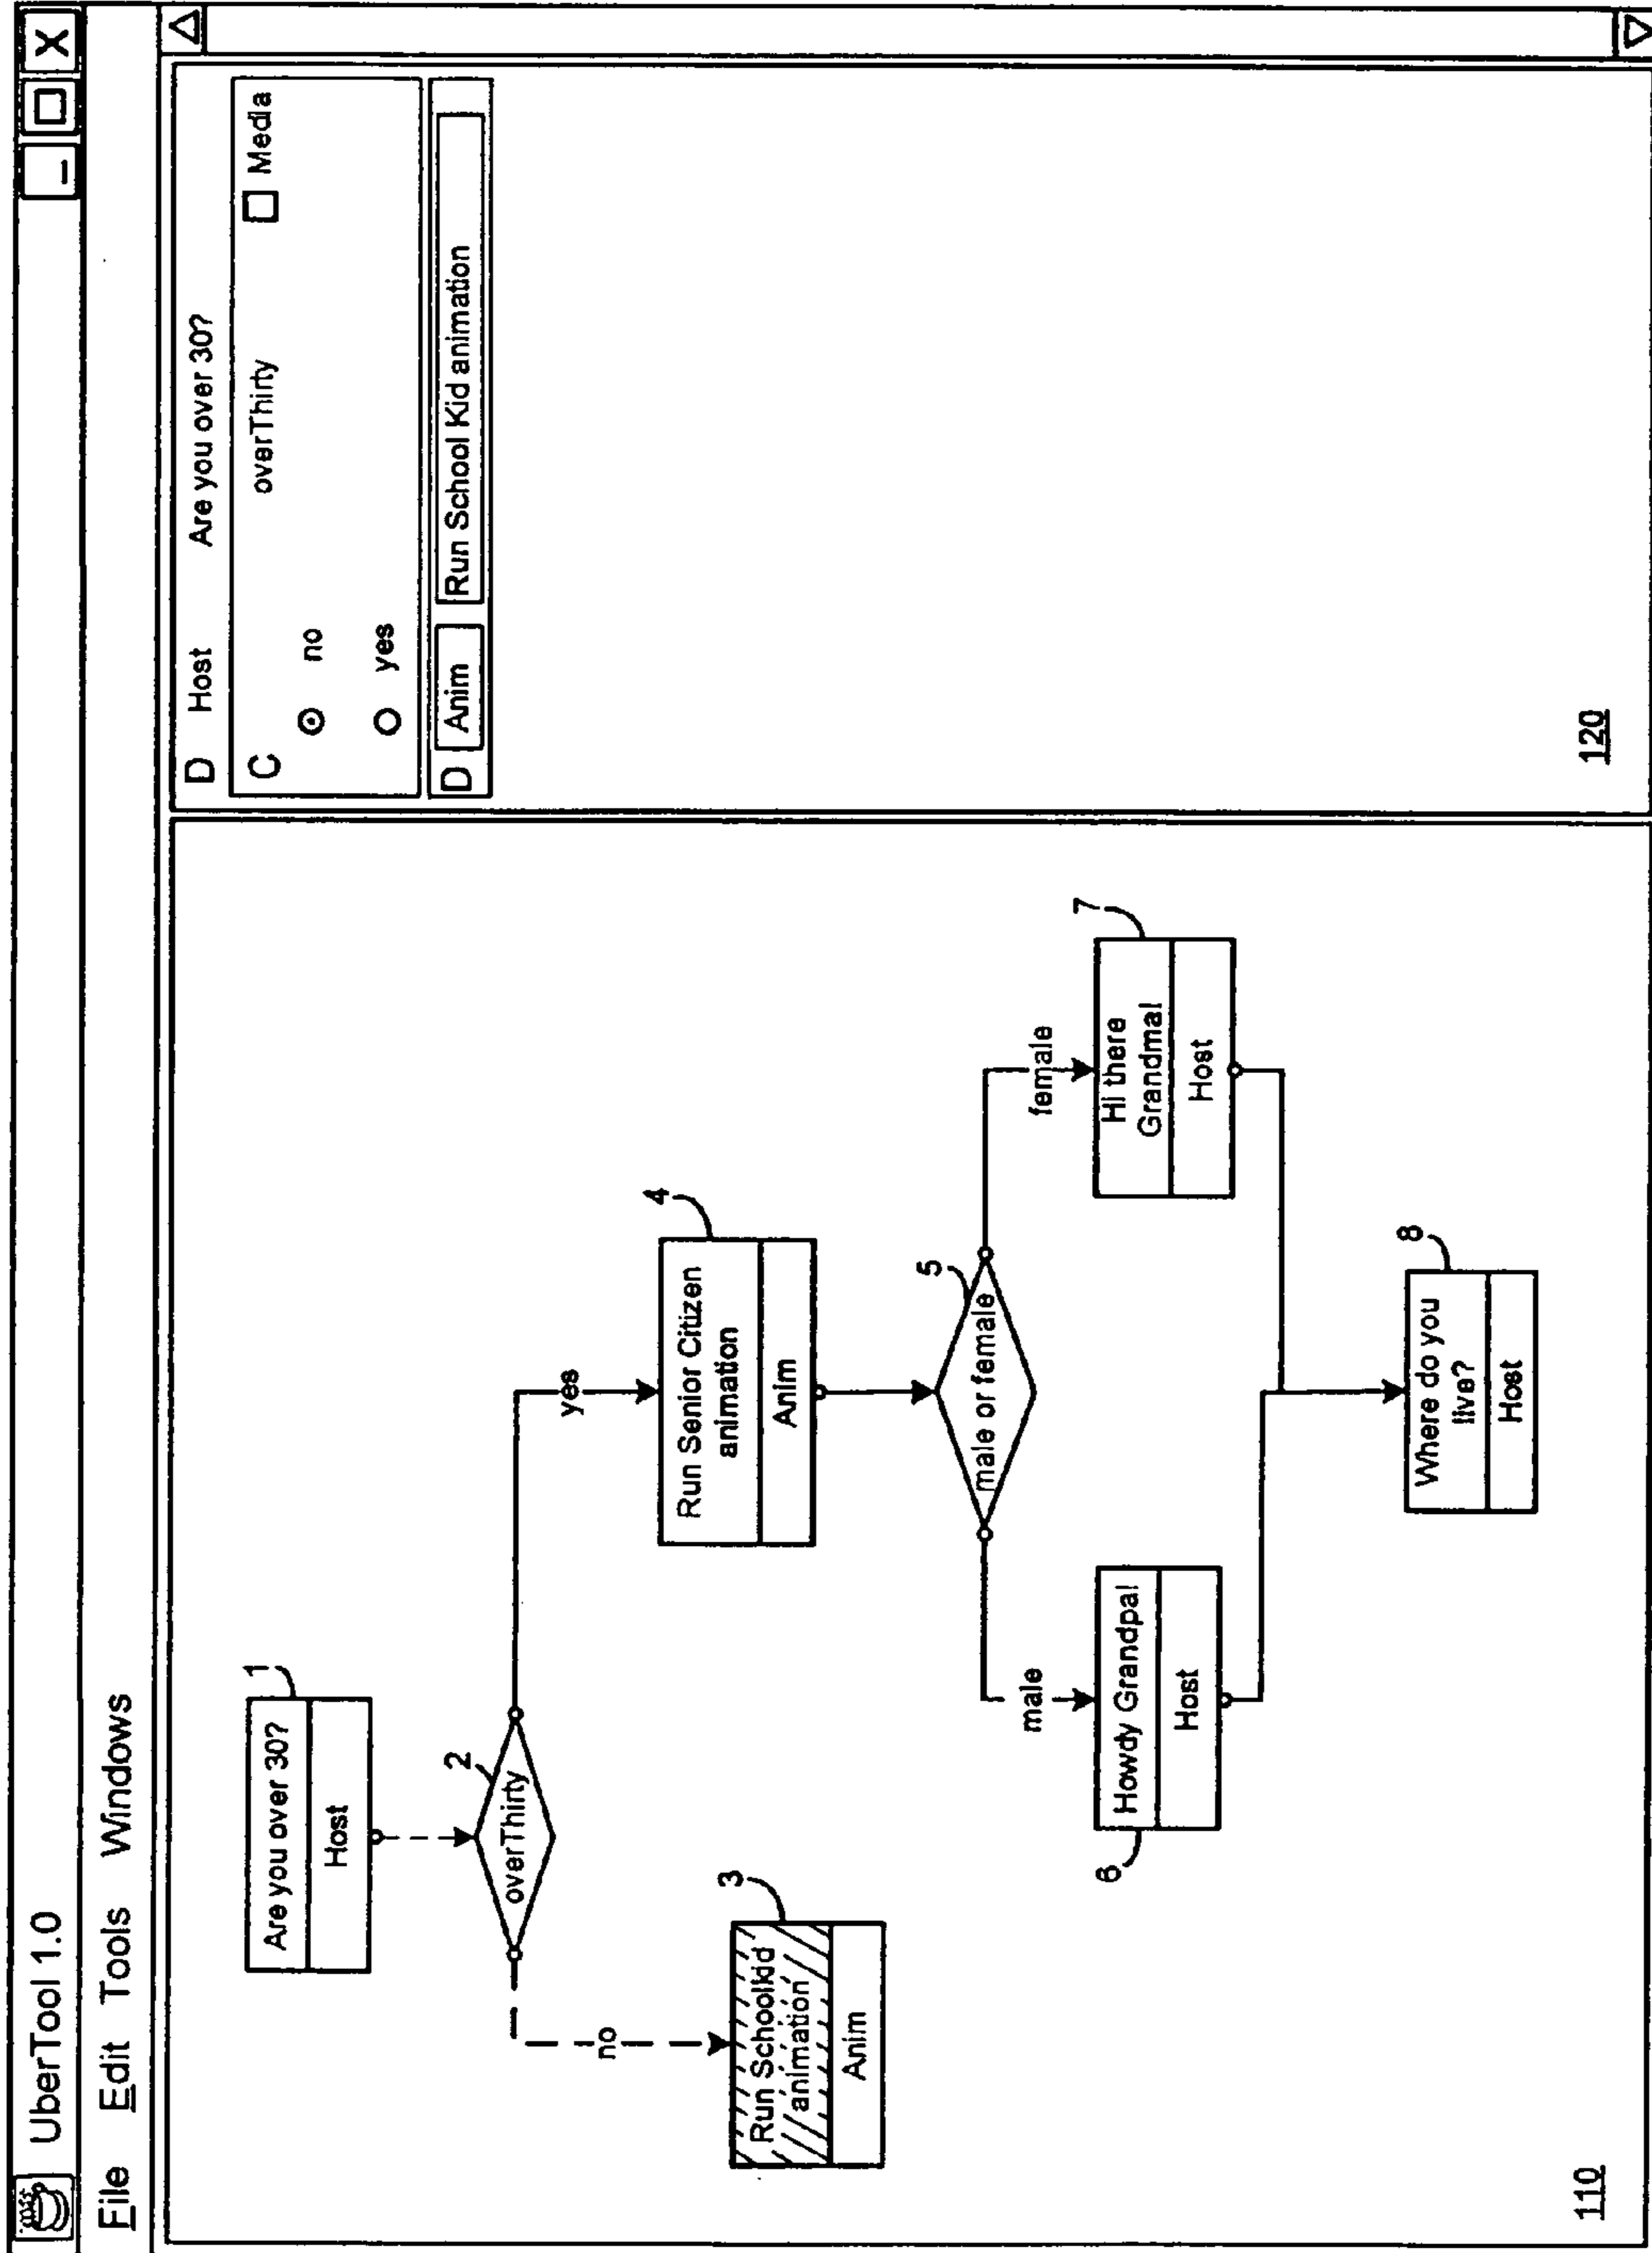 UberTool 1.0
File Edit Tools Windows
Are you over 30?
Host
1
overThirty
2
no
yes
Run Schoolkid
animation
Anim
3
Run Senior Citizen
animation
Anim
4
male or female
5
male
female
Howdy Grandpa!
Host
6
Hi there
Grandma!
Host
7
Where do you
live?
Host
8
110
D Host Are you over 30?
C overThirty Media
no
yes
D Anim Run School Kid animation
120